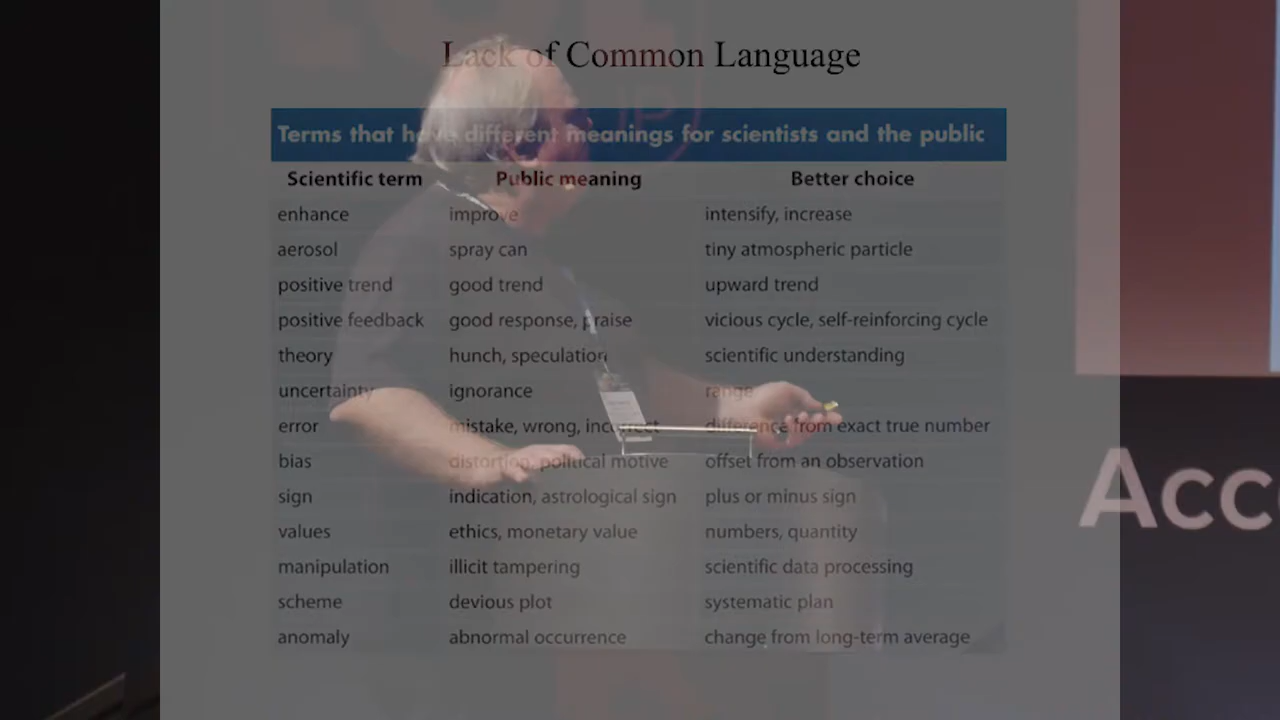 Lack of Common Language
Terms that have different meanings for scientists and the public
Scientific term Public meaning Better choice
enhance improve intensify, increase
aerosol spray can tiny atmospheric particle
positive trend good trend upward trend
positive feedback good response, praise vicious cycle, self-reinforcing cycle
theory hunch, speculation scientific understanding
uncertainty ignorance range
error mistake, wrong, incorrect difference from exact true number
bias distortion, political motive offset from an observation
sign indication, astrological sign plus or minus sign
values ethics, monetary value numbers, quantity
manipulation illicit tampering scientific data processing
scheme devious plot systematic plan
anomaly abnormal occurrence change from long-term average
Acc